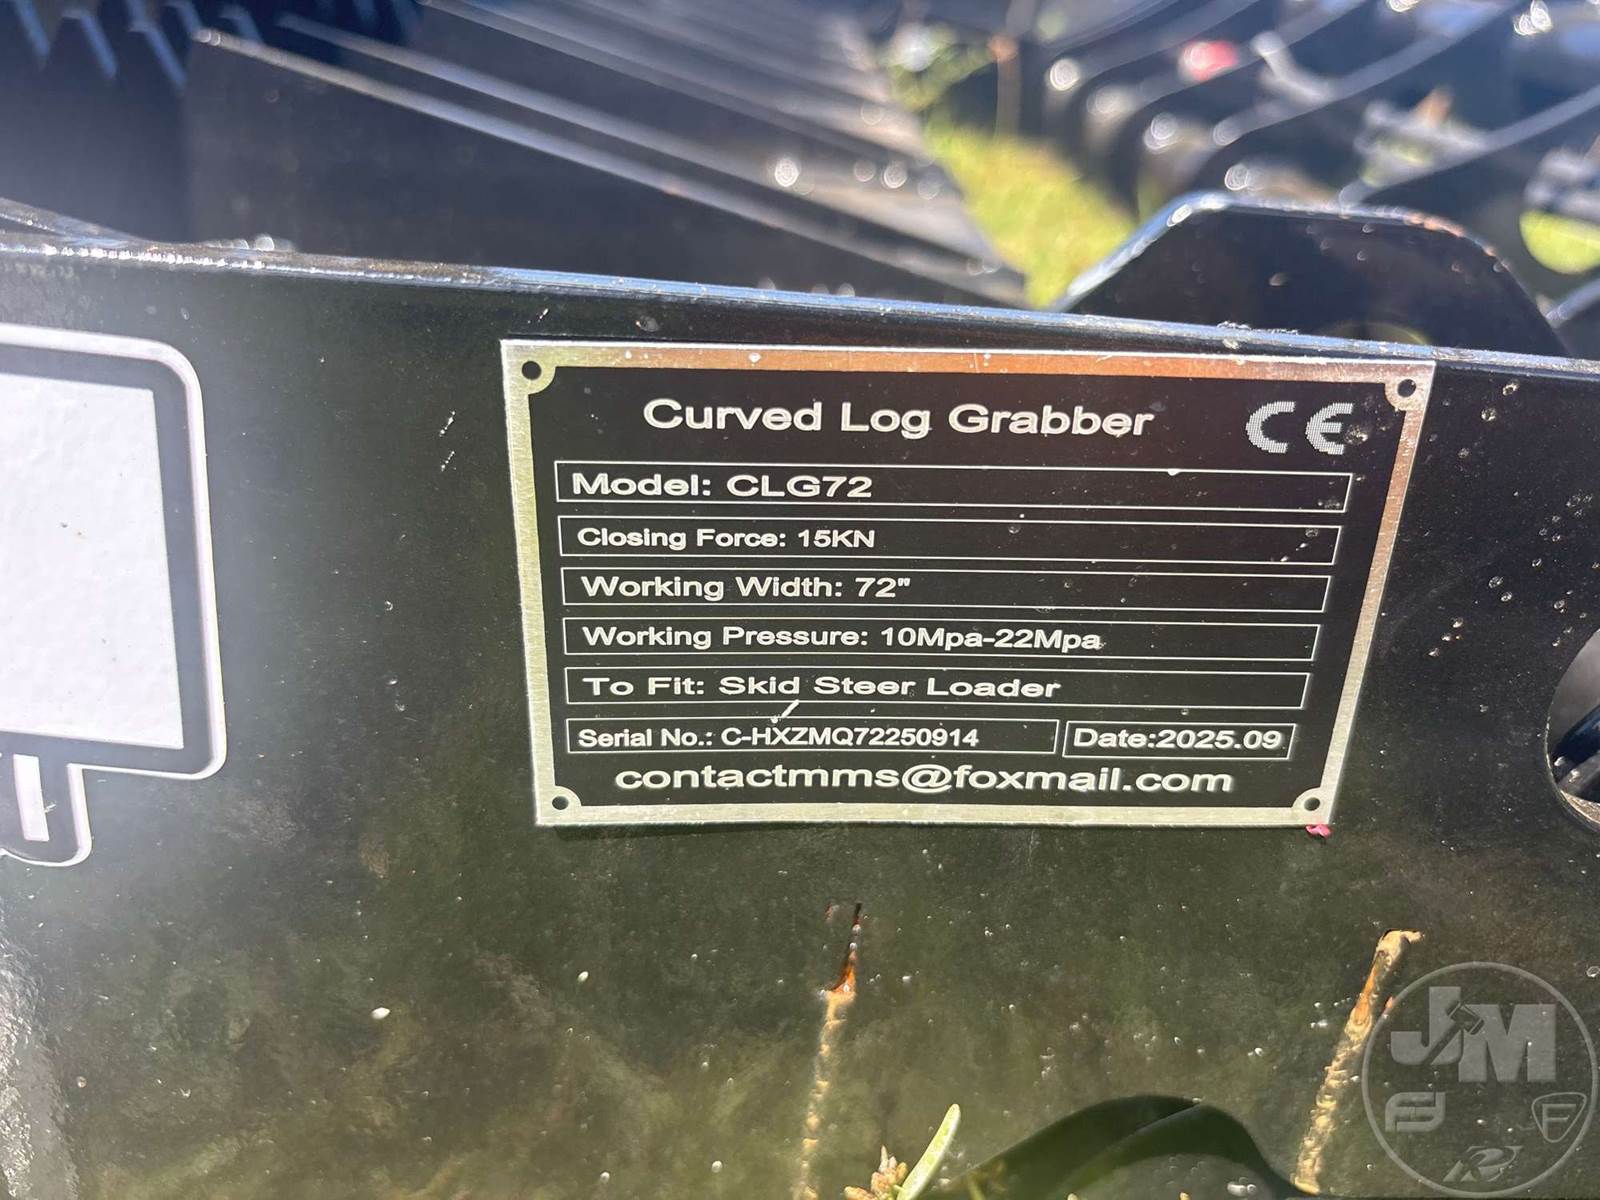 Curved Log Grabber CE
Model: CLG72
Closing Force: 15KN
Working Width: 72"
Working Pressure: 10Mpa-22Mpa
To Fit: Skid Steer Loader
Serial No.: C-HXZMQ72250914 Date:2025.09
contactmms@foxmail.com
J&M
F